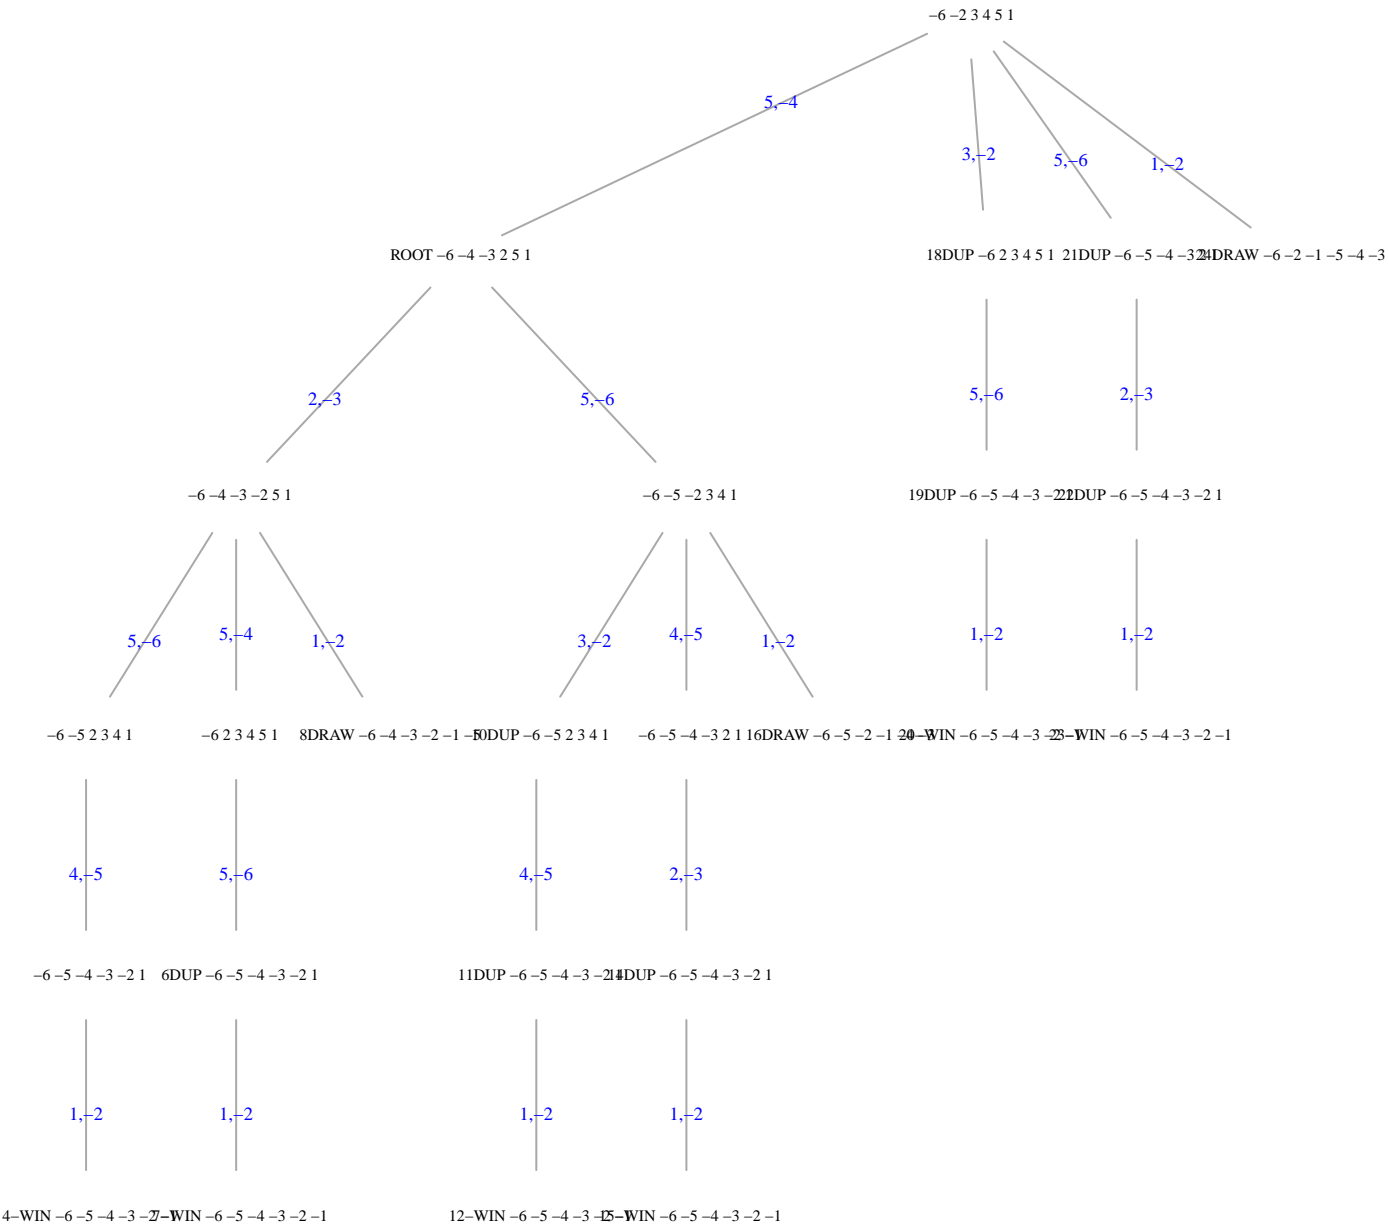 −6 −2 3 4 5 1
5,−4
3,−2
5,−6
1,−2
ROOT −6 −4 −3 2 5 1
18DUP −6 2 3 4 5 1
21DUP −6 −5 −4 −3 2 1
24DRAW −6 −2 −1 −5 −4 −3
2,−3
5,−6
5,−6
2,−3
−6 −4 −3 −2 5 1
−6 −5 −2 3 4 1
19DUP −6 −5 −4 −3 −2 1
22DUP −6 −5 −4 −3 −2 1
5,−6
5,−4
1,−2
3,−2
4,−5
1,−2
1,−2
1,−2
−6 −5 2 3 4 1
−6 2 3 4 5 1
8DRAW −6 −4 −3 −2 −1 −5
10DUP −6 −5 2 3 4 1
−6 −5 −4 −3 2 1
16DRAW −6 −5 −2 −1 −4 −3
20−WIN −6 −5 −4 −3 −2 −1
23−WIN −6 −5 −4 −3 −2 −1
4,−5
5,−6
4,−5
2,−3
−6 −5 −4 −3 −2 1
6DUP −6 −5 −4 −3 −2 1
11DUP −6 −5 −4 −3 −2 1
14DUP −6 −5 −4 −3 −2 1
1,−2
1,−2
1,−2
1,−2
4−WIN −6 −5 −4 −3 −2 −1
7−WIN −6 −5 −4 −3 −2 −1
12−WIN −6 −5 −4 −3 −2 −1
15−WIN −6 −5 −4 −3 −2 −1